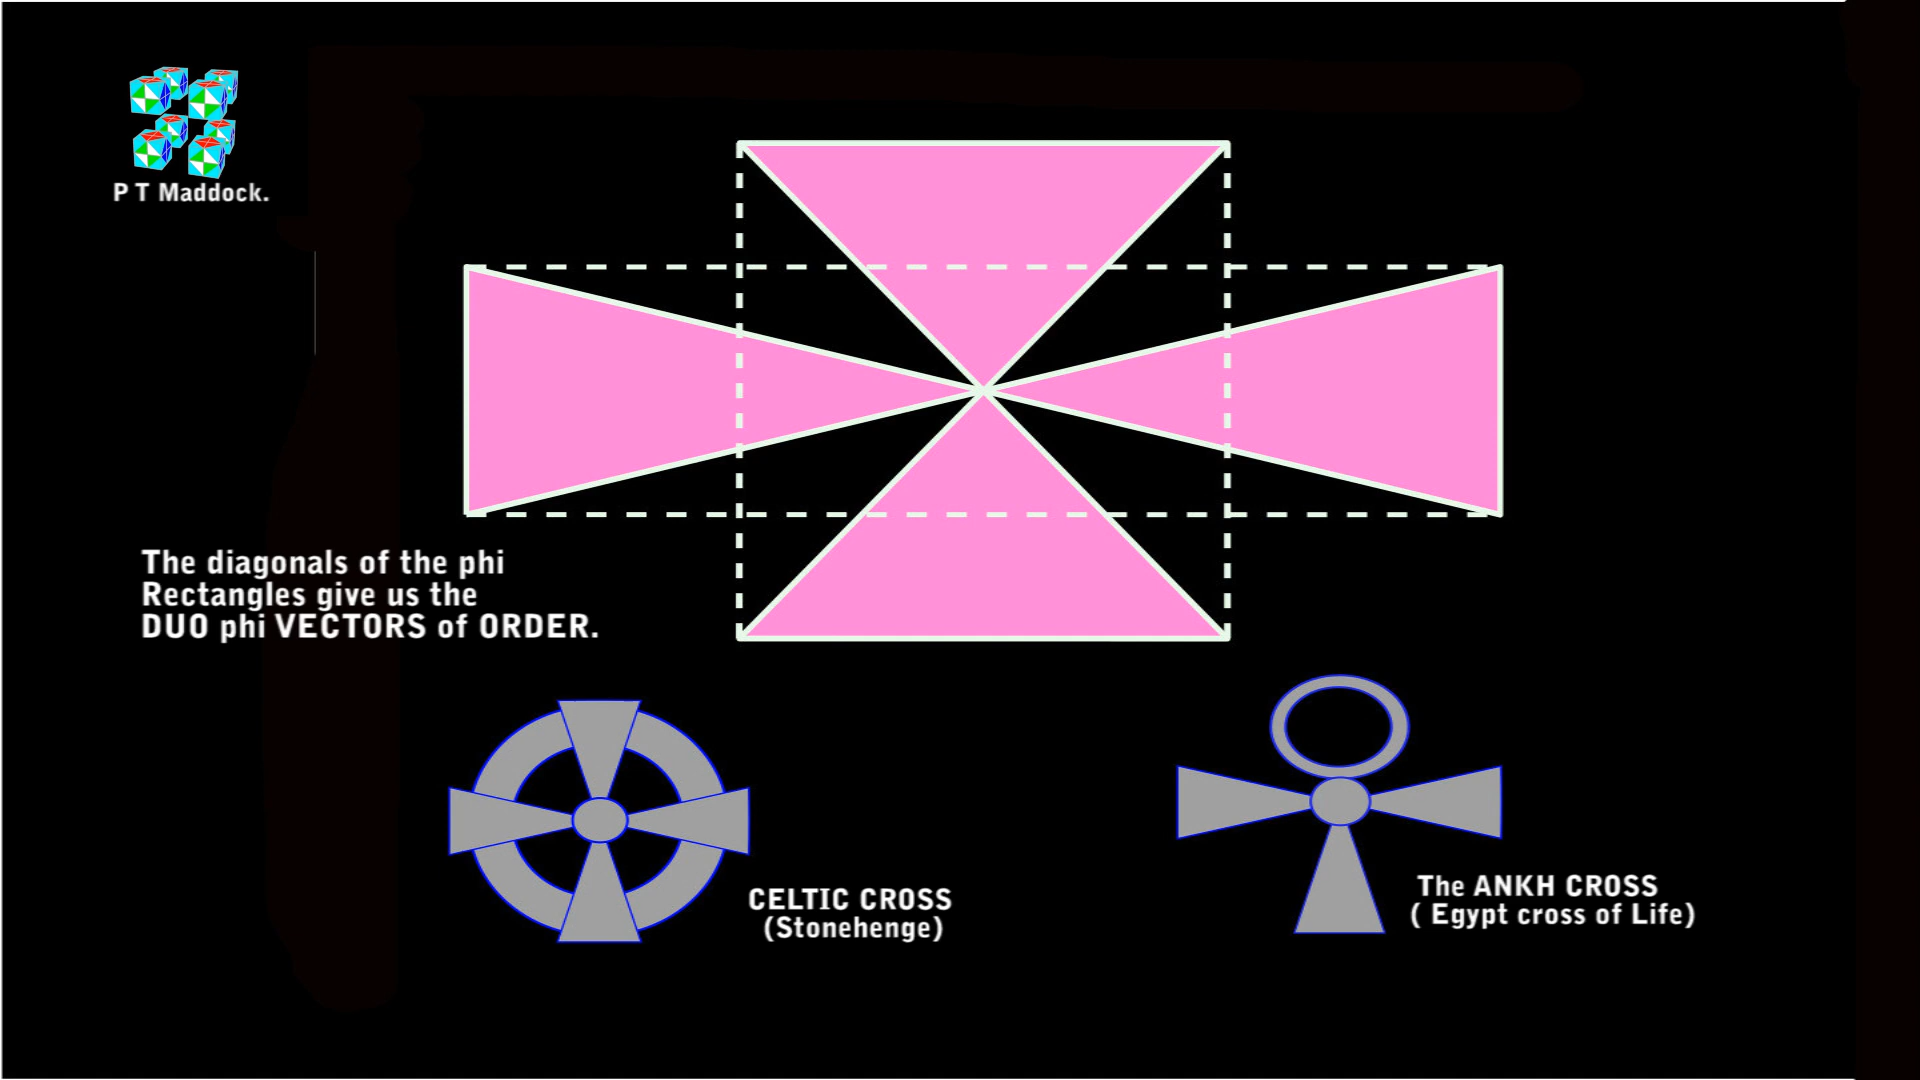 P T Maddock.
The diagonals of the phi
Rectangles give us the
DUO phi VECTORS of ORDER.
CELTIC CROSS
(Stonehenge)
The ANKH CROSS
( Egypt cross of Life)